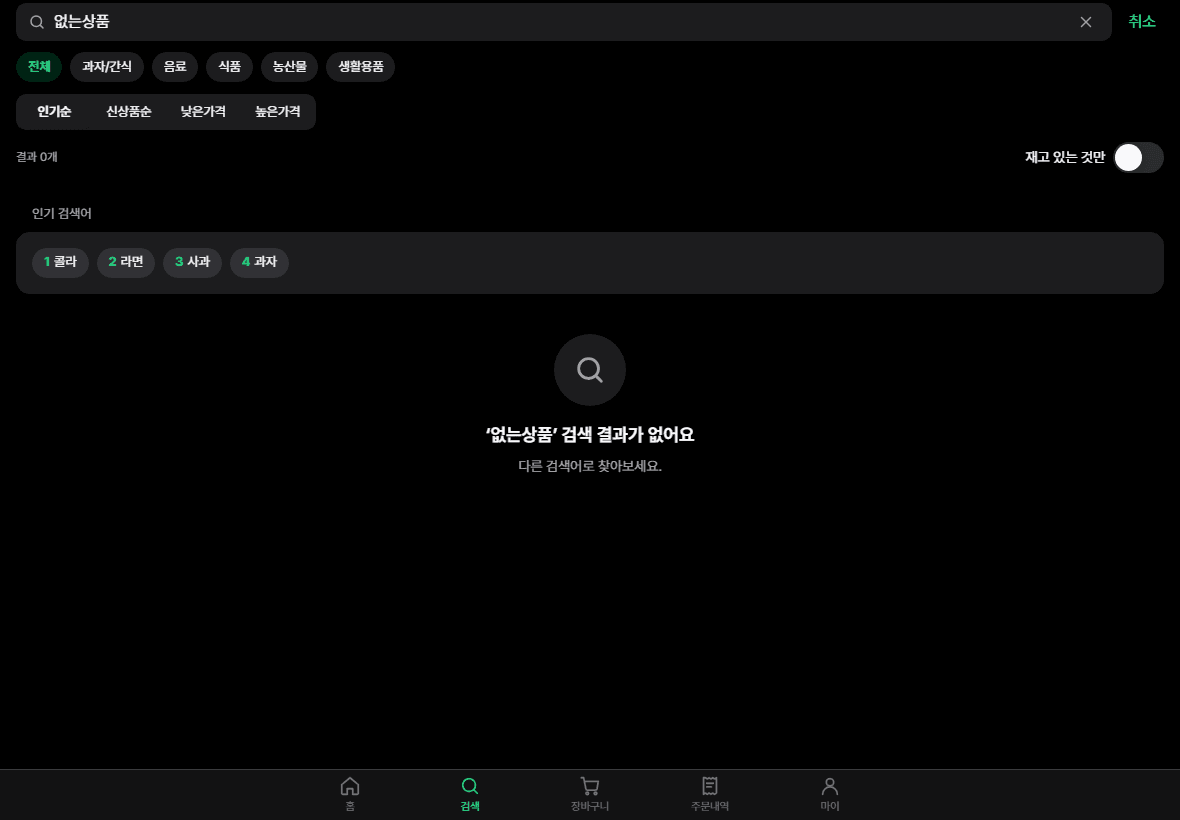 없는상품
취소
전체 과자/간식 음료 식품 농산물 생활용품
인기순 신상품순 낮은가격 높은가격
결과 0개
재고 있는 것만
인기 검색어
1 콜라 2 라면 3 사과 4 과자
‘없는상품’ 검색 결과가 없어요
다른 검색어로 찾아보세요.
홈 검색 장바구니 주문내역 마이